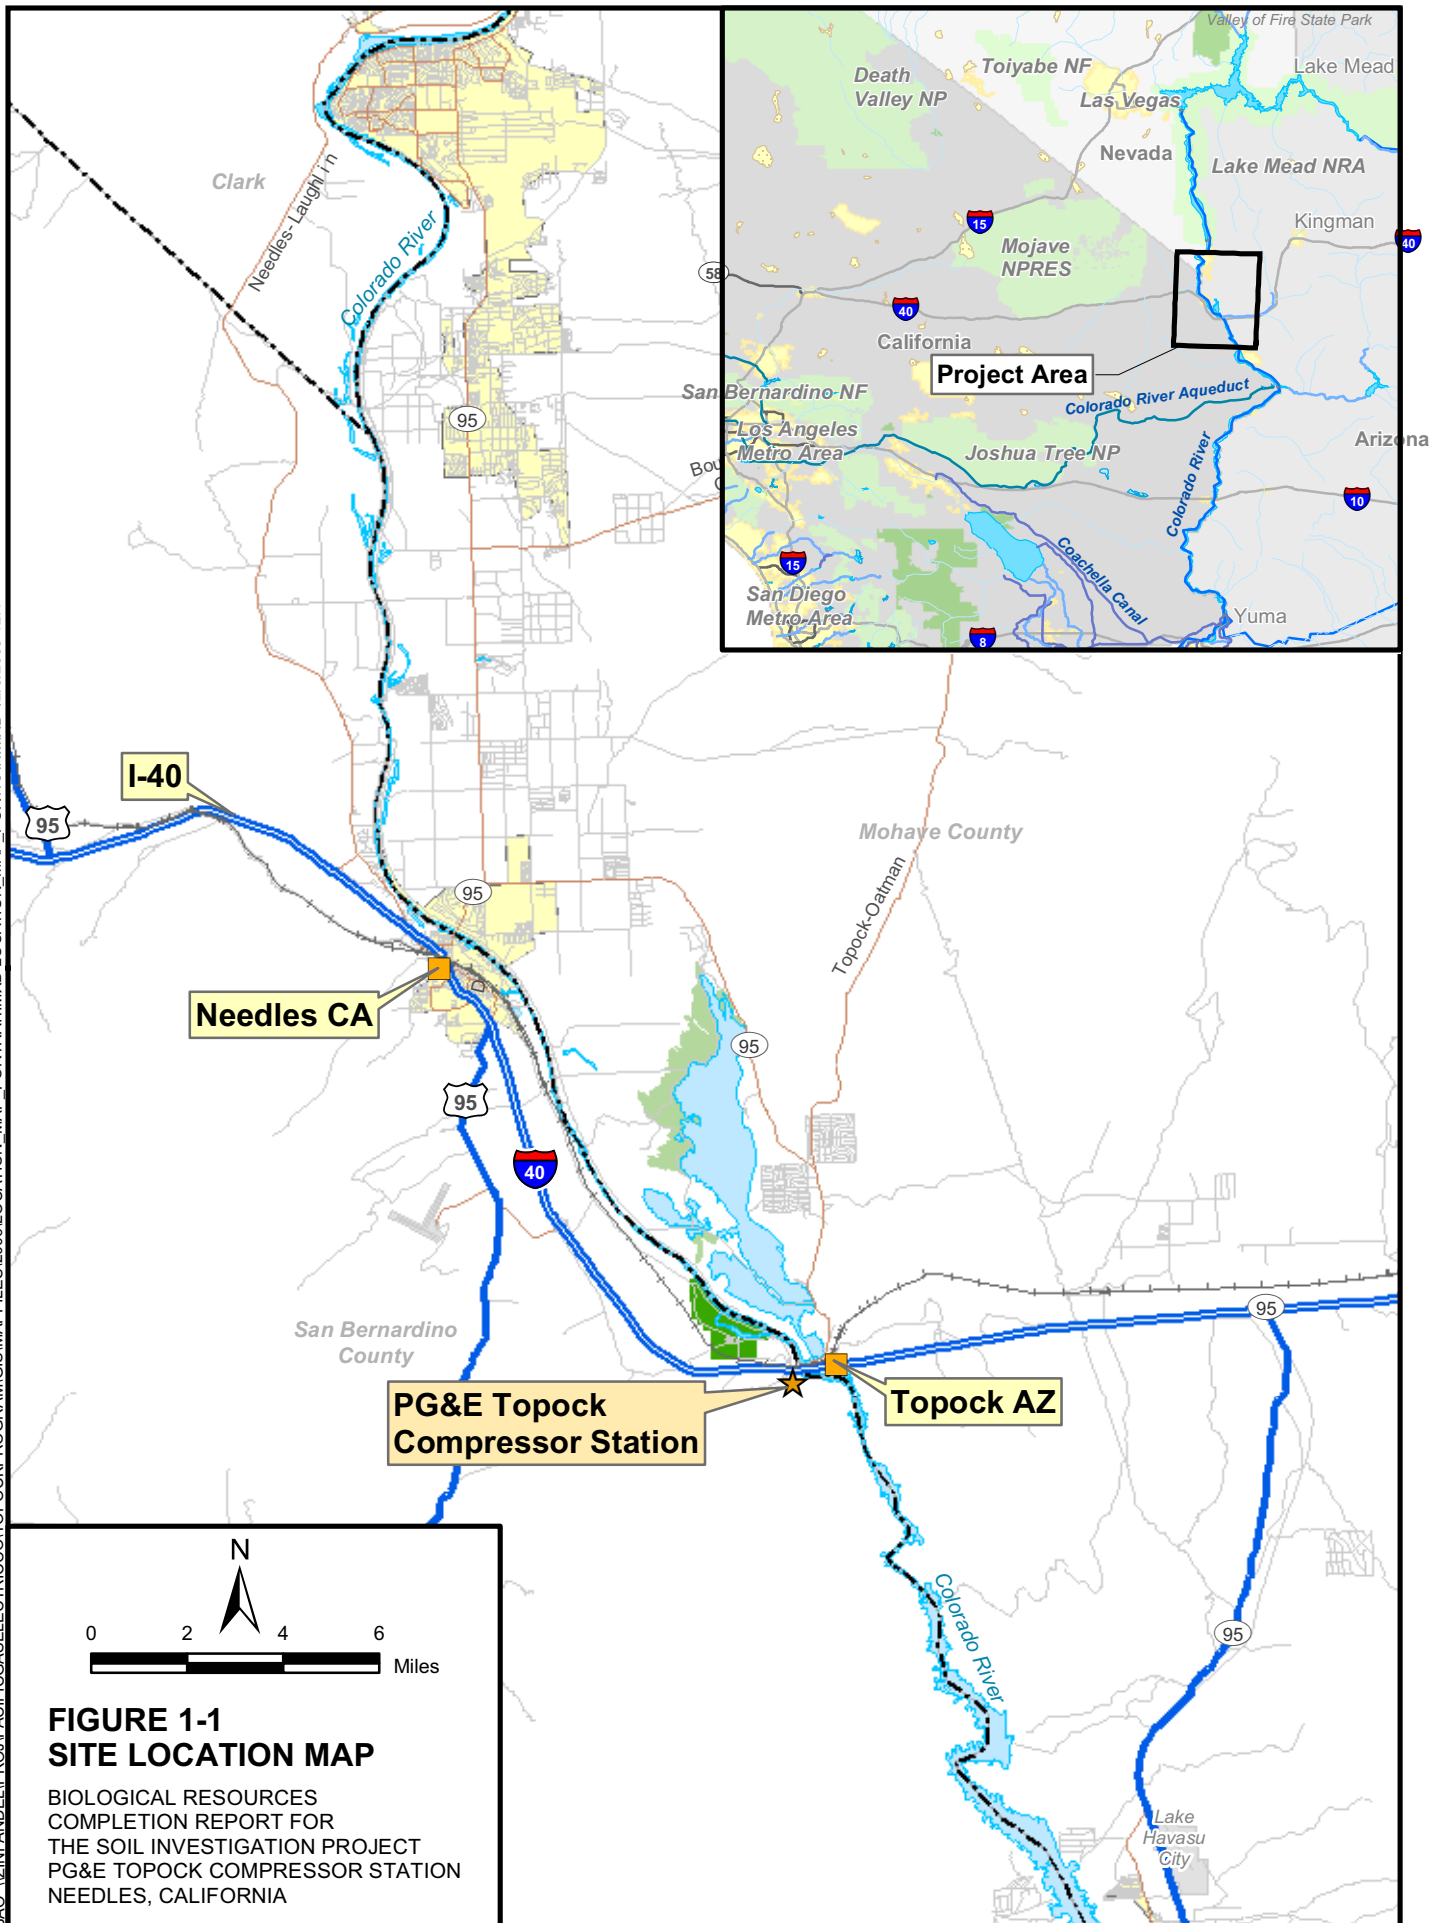 Valley of Fire State Park
Lake Mead
Toiyabe NF
Death
Valley NP
Las Vegas
Nevada
Lake Mead NRA
Kingman
15
40
Mojave
NPRES
58
40
California
Project Area
San Bernardino NF
Colorado River Aqueduct
Los Angeles
Metro Area
Joshua Tree NP
Arizona
Colorado River
10
15
Coachella Canal
San Diego
Metro Area
Yuma
8
Clark
Needles-Laughlin
Colorado River
95
I-40
95
Mohave County
95
Topock-Oatman
Needles CA
95
95
40
San Bernardino
County
95
PG&E Topock
Compressor Station
Topock AZ
Colorado River
95
Lake
Havasu
City
N
0 2 4 6
Miles
FIGURE 1-1
SITE LOCATION MAP
BIOLOGICAL RESOURCES
COMPLETION REPORT FOR
THE SOIL INVESTIGATION PROJECT
PG&E TOPOCK COMPRESSOR STATION
NEEDLES, CALIFORNIA